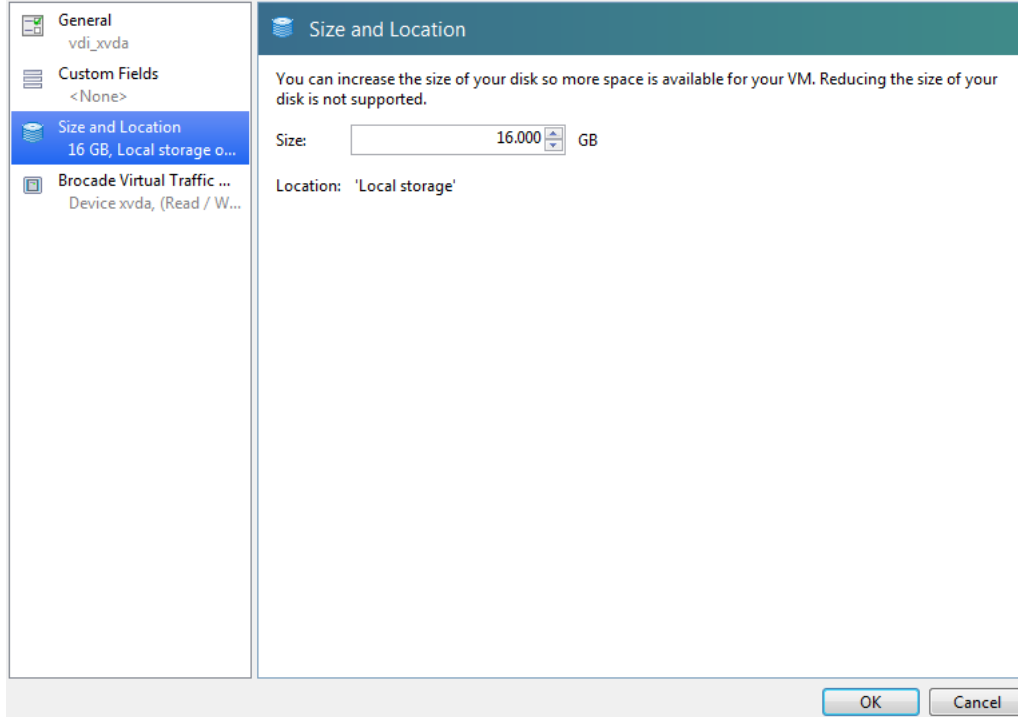 General
vdi_xvda
Custom Fields
<None>
Size and Location
16 GB, Local storage o...
Brocade Virtual Traffic ...
Device xvda, (Read / W...
Size and Location
You can increase the size of your disk so more space is available for your VM. Reducing the size of your
disk is not supported.
Size: 16.000 GB
Location: 'Local storage'
OK Cancel